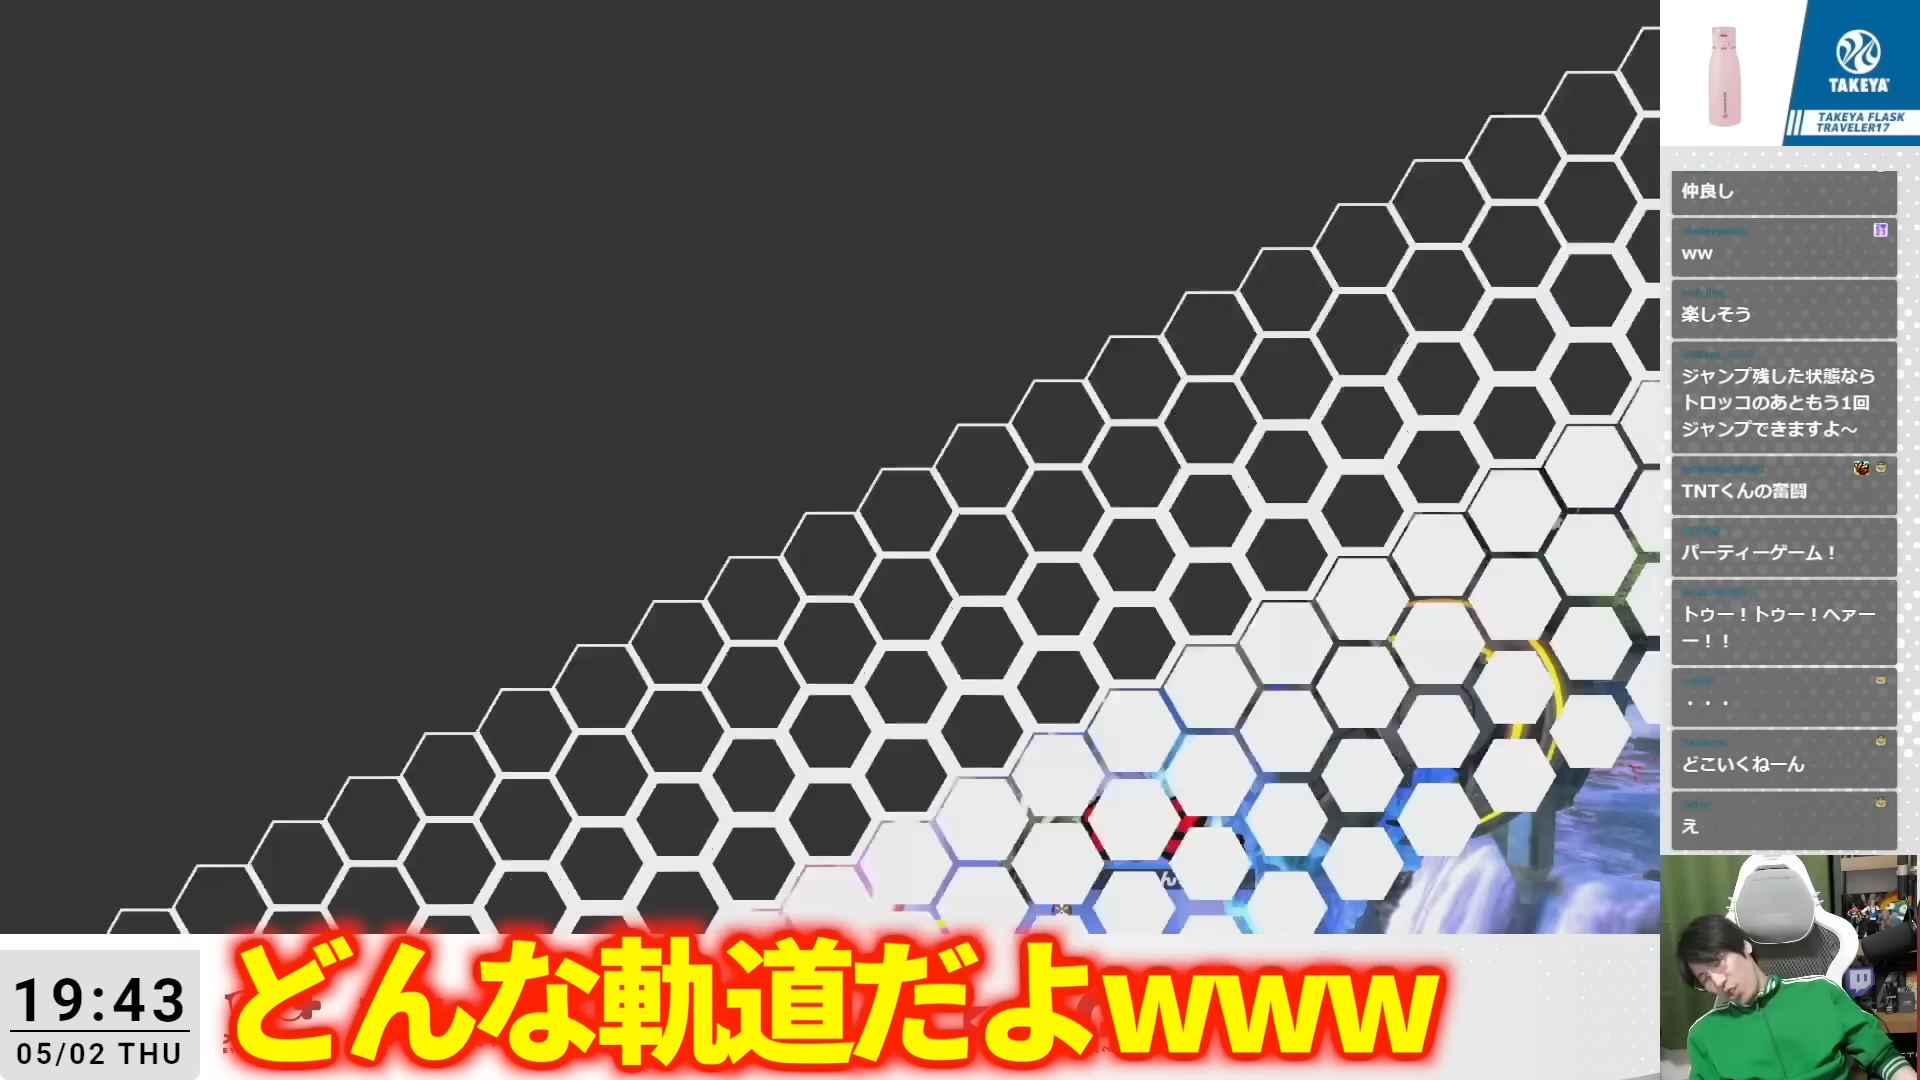 TAKEYA
TAKEYA FLASK
TRAVELER17
仲良し
ww
楽しそう
ジャンプ残した状態なら
トロッコのあともう1回
ジャンプできますよ～
TNTくんの奮闘
パーティーゲーム！
トゥー！トゥー！ヘァー
ー！！
・・・
どこいくねーん
え
19:43
05/02 THU
どんな軌道だよwww